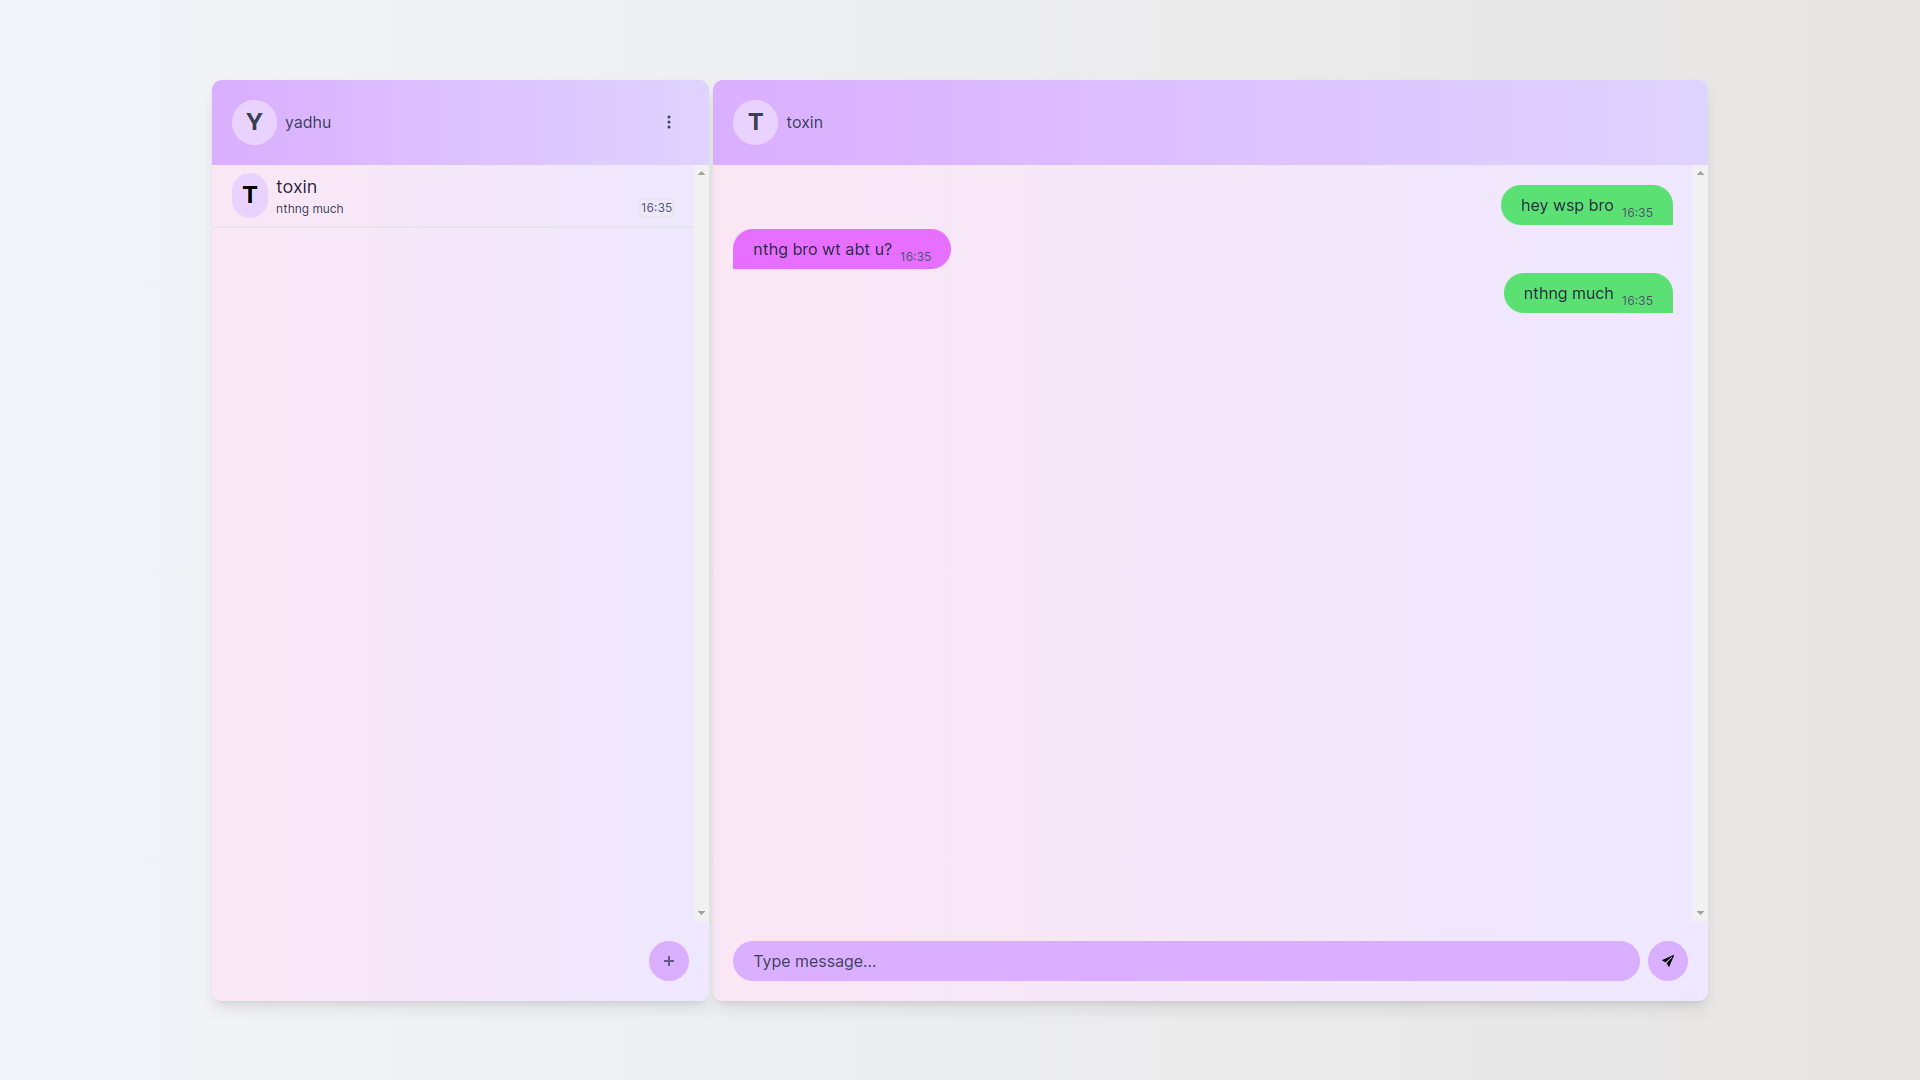 Y yadhu
T toxin
nthng much 16:35
T toxin
hey wsp bro 16:35
nthg bro wt abt u? 16:35
nthng much 16:35
Type message...